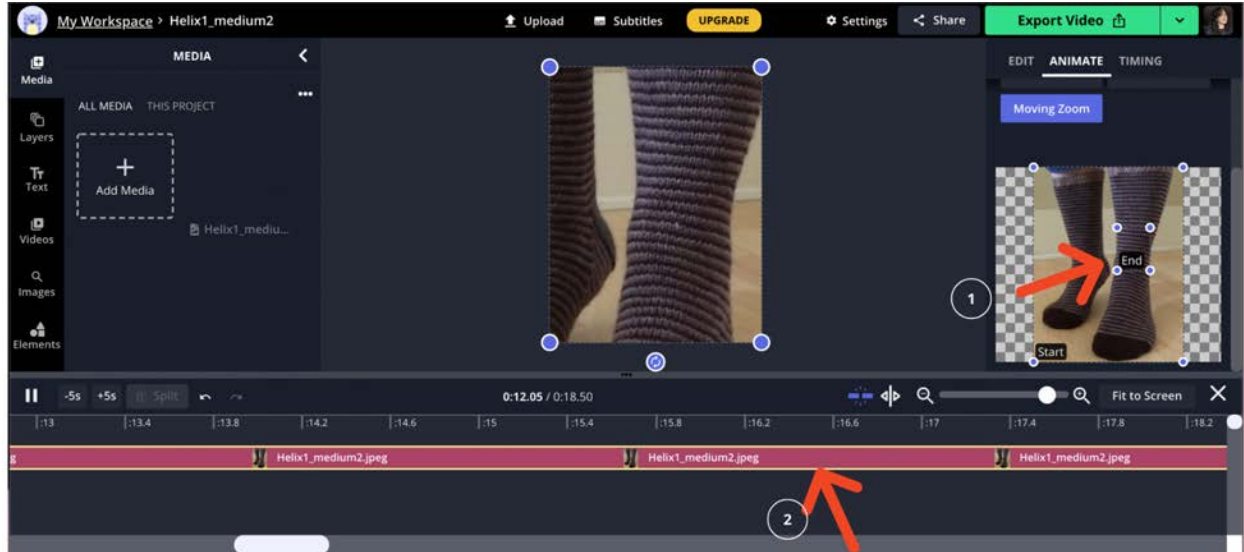 My Workspace > Helix1_medium2
Upload
Subtitles
UPGRADE
Settings
Share
Export Video
Media
Layers
Text
Videos
Images
Elements
MEDIA
ALL MEDIA THIS PROJECT
+
Add Media
Helix1_mediu...
EDIT ANIMATE TIMING
Moving Zoom
End
Start
1
-5s +5s Split
0:12.05 / 0:18.50
Fit to Screen
:13 :13.4 :13.8 :14.2 :14.6 :15 :15.4 :15.8 :16.2 :16.6 :17 :17.4 :17.8 :18.2
g Helix1_medium2.jpeg Helix1_medium2.jpeg Helix1_medium2.jpeg
2